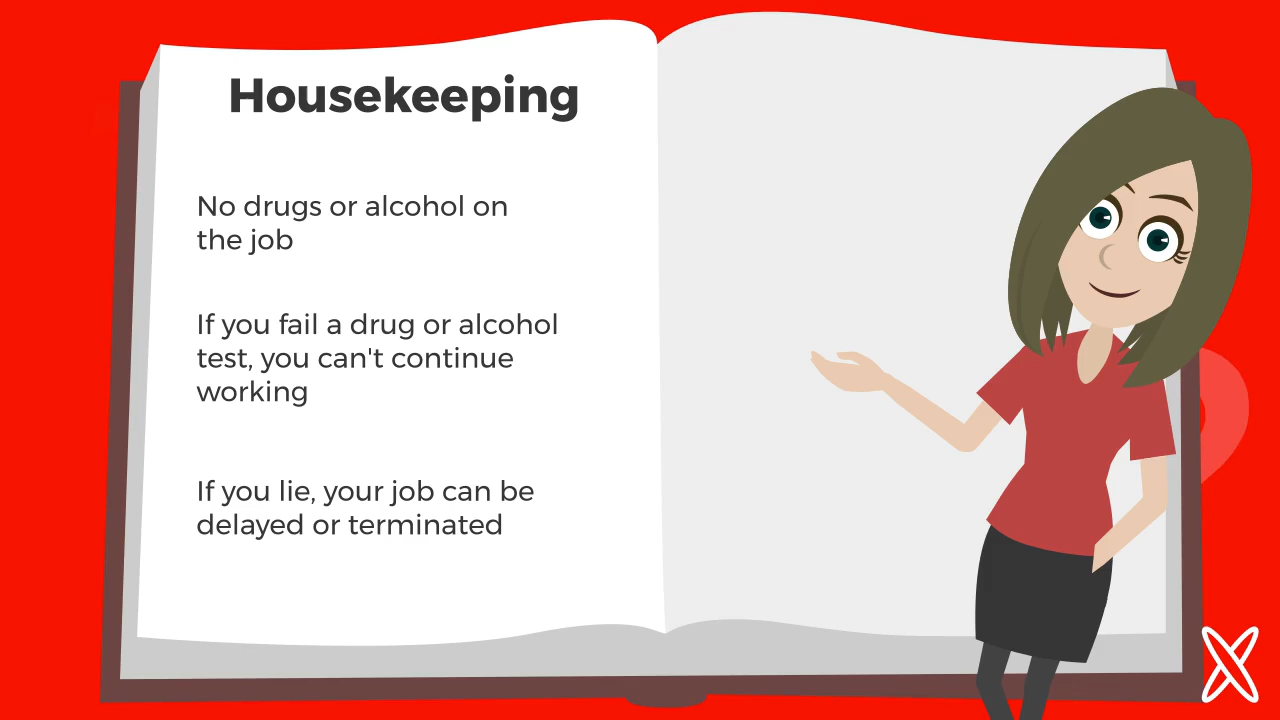 Housekeeping
No drugs or alcohol on
the job
If you fail a drug or alcohol
test, you can't continue
working
If you lie, your job can be
delayed or terminated